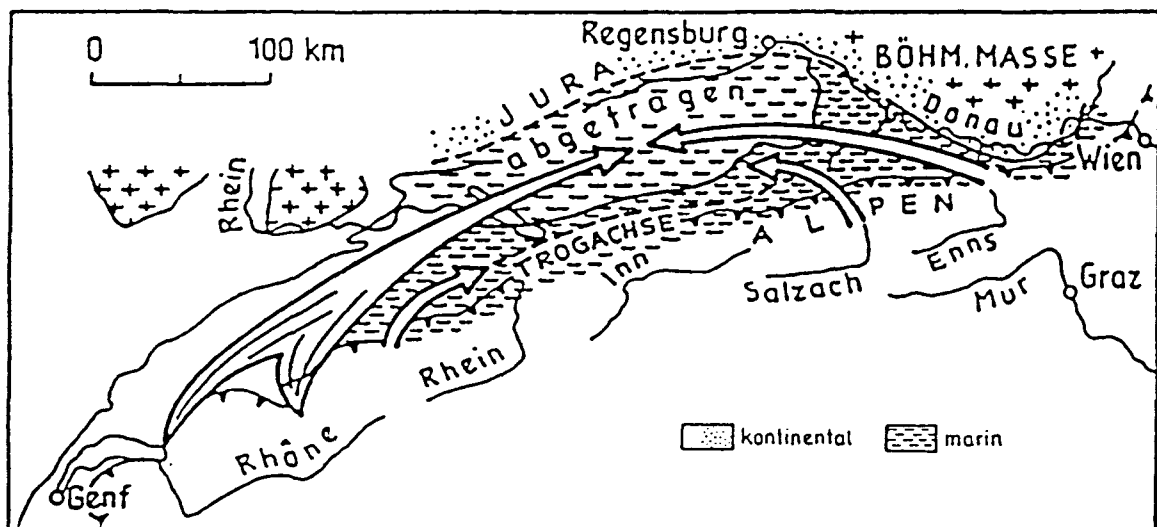 0 100 km
Regensburg
BÖHM. MASSE
JURA
abgetragen
Donau
Wien
Rhein
TROGACHSE
ALPEN
Inn
Enns
Salzach
Mur
Graz
Rhein
Rhône
kontinental marin
Genf